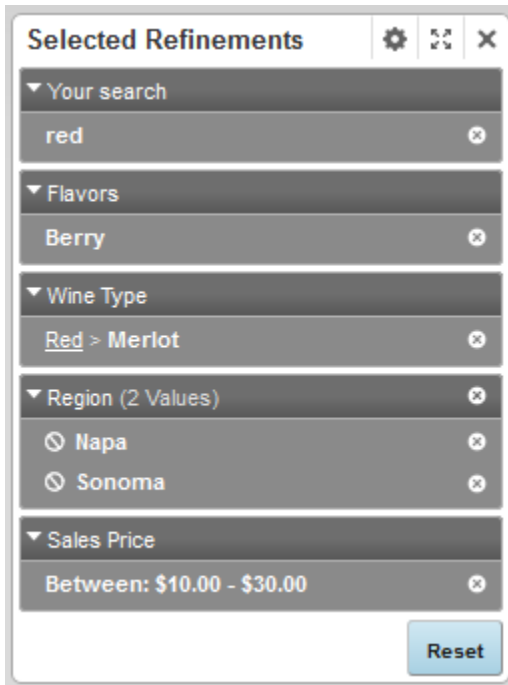 Selected Refinements
Your search
red
Flavors
Berry
Wine Type
Red > Merlot
Region (2 Values)
Napa
Sonoma
Sales Price
Between: $10.00 - $30.00
Reset